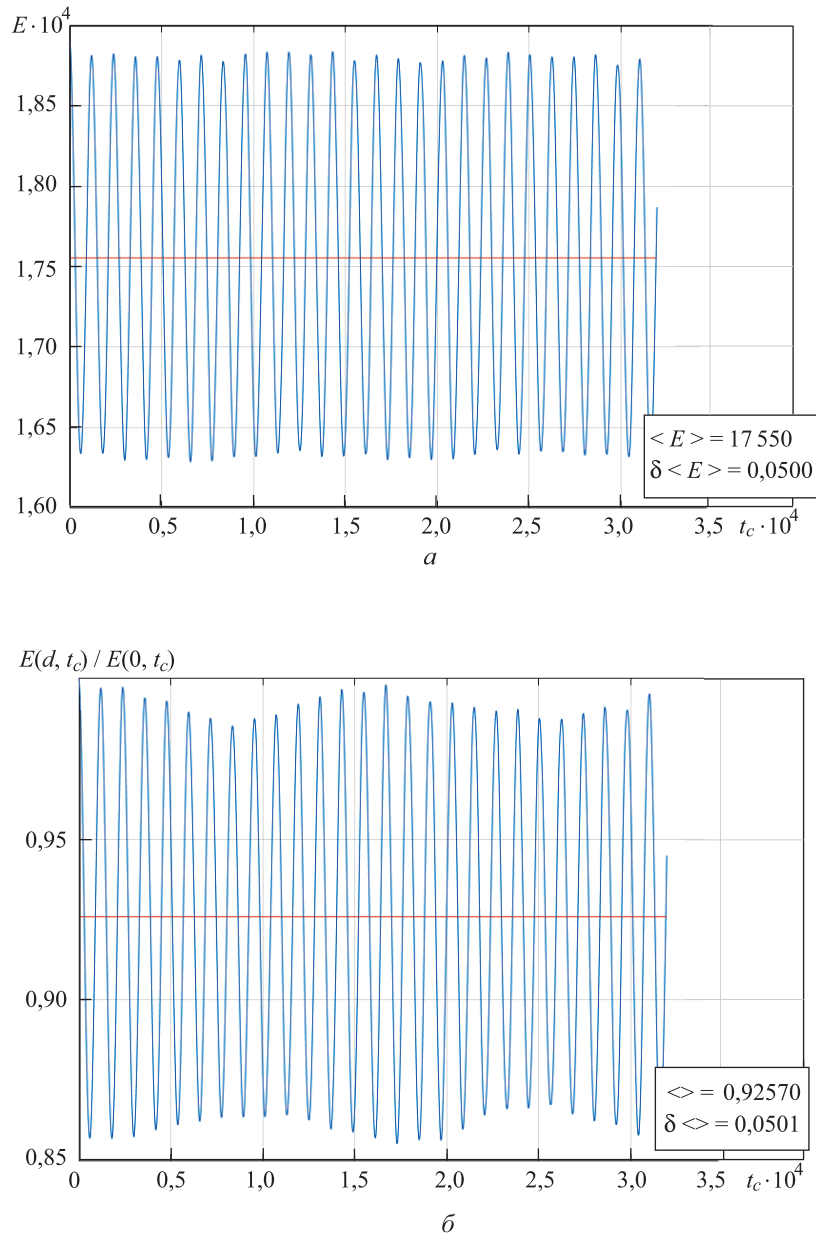 E · 10⁴
1,85
1,80
1,75
1,70
1,65
1,60
< E > = 17 550
δ < E > = 0,0500
0 0,5 1,0 1,5 2,0 2,5 3,0 3,5 t_c · 10⁴
а
E(d, t_c) / E(0, t_c)
0,95
0,90
0,85
<> = 0,92570
δ <> = 0,0501
0 0,5 1,0 1,5 2,0 2,5 3,0 3,5 t_c · 10⁴
б